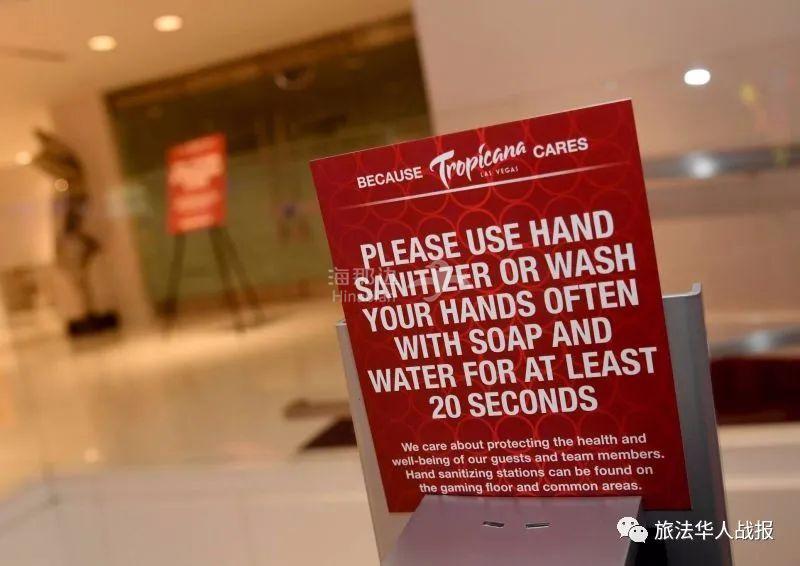 BECAUSE Tropicana CARES
LAS VEGAS
PLEASE USE HAND
SANITIZER OR WASH
YOUR HANDS OFTEN
WITH SOAP AND
WATER FOR AT LEAST
20 SECONDS
We care about protecting the health and
well-being of our guests and team members.
Hand sanitizing stations can be found on
the gaming floor and common areas.
旅法华人战报